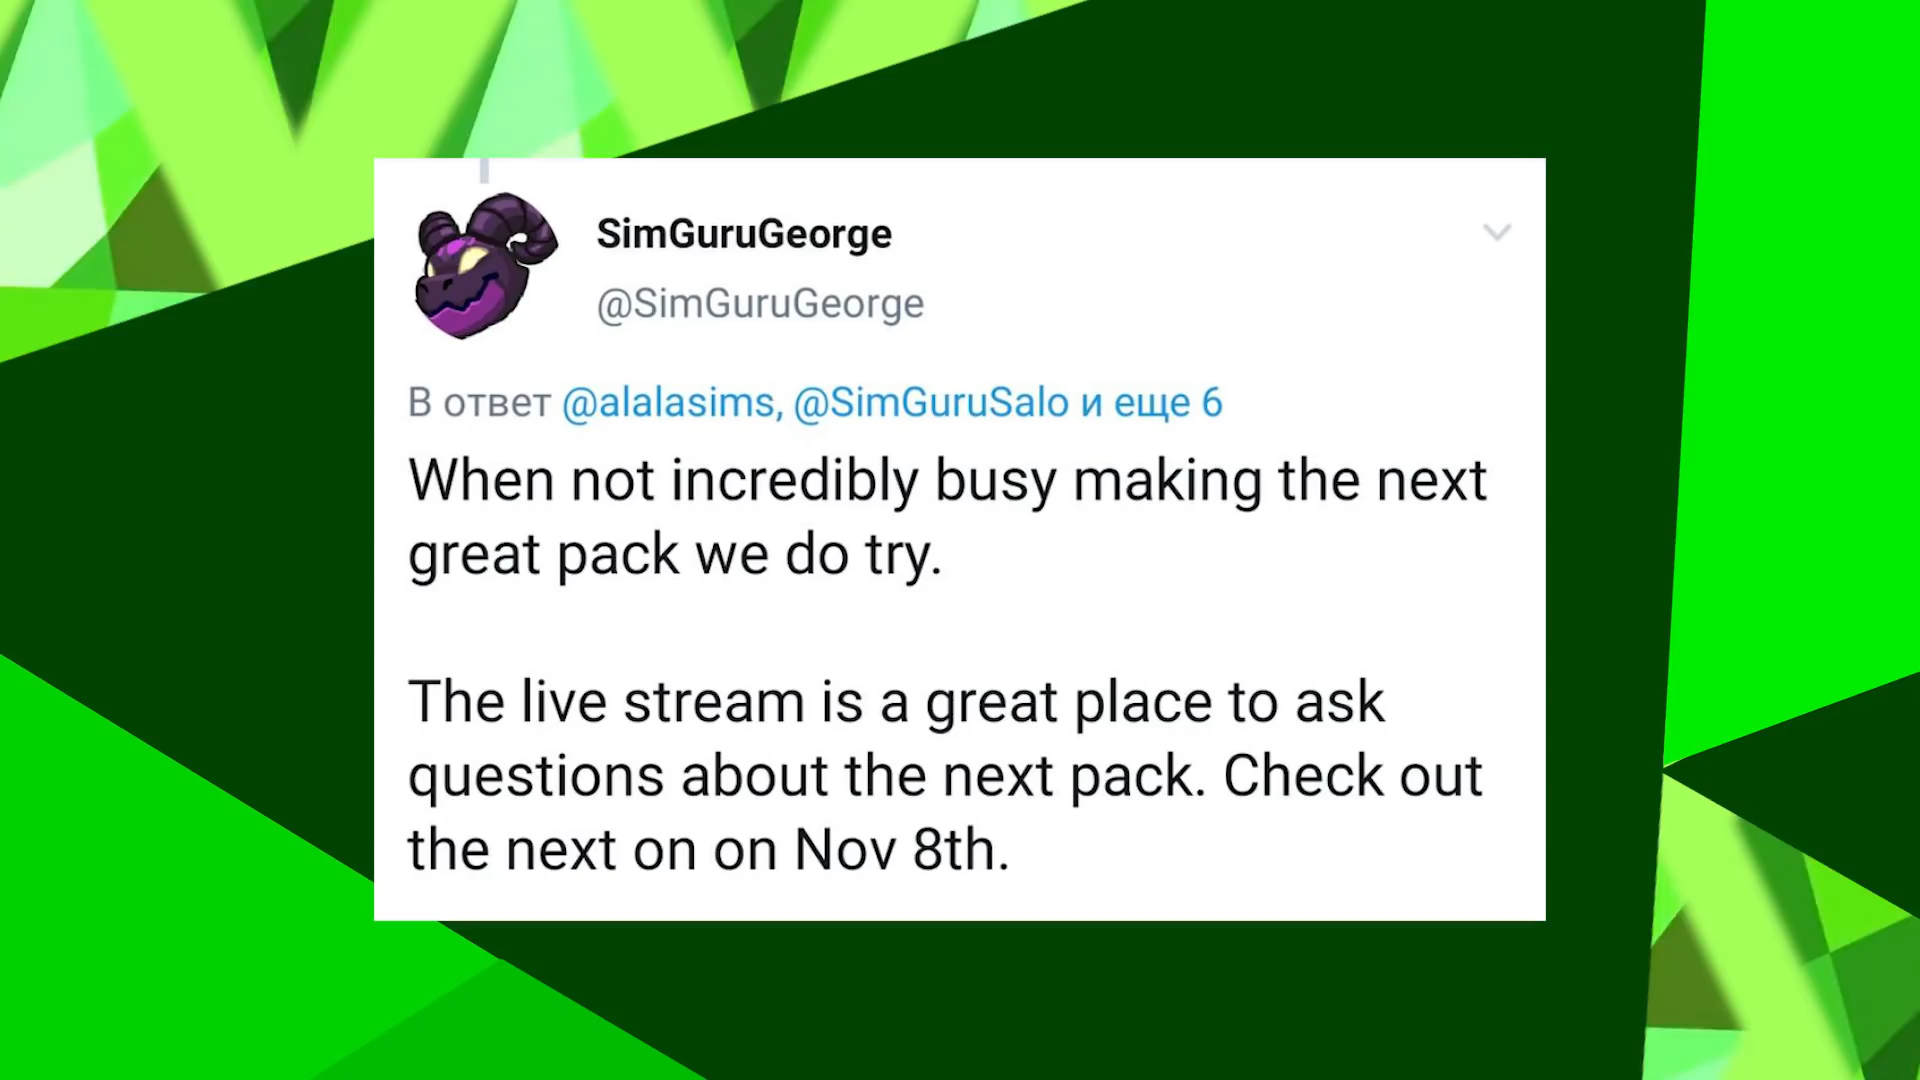 SimGuruGeorge
@SimGuruGeorge
В ответ @alalasims, @SimGuruSalo и еще 6
When not incredibly busy making the next
great pack we do try.
The live stream is a great place to ask
questions about the next pack. Check out
the next on on Nov 8th.